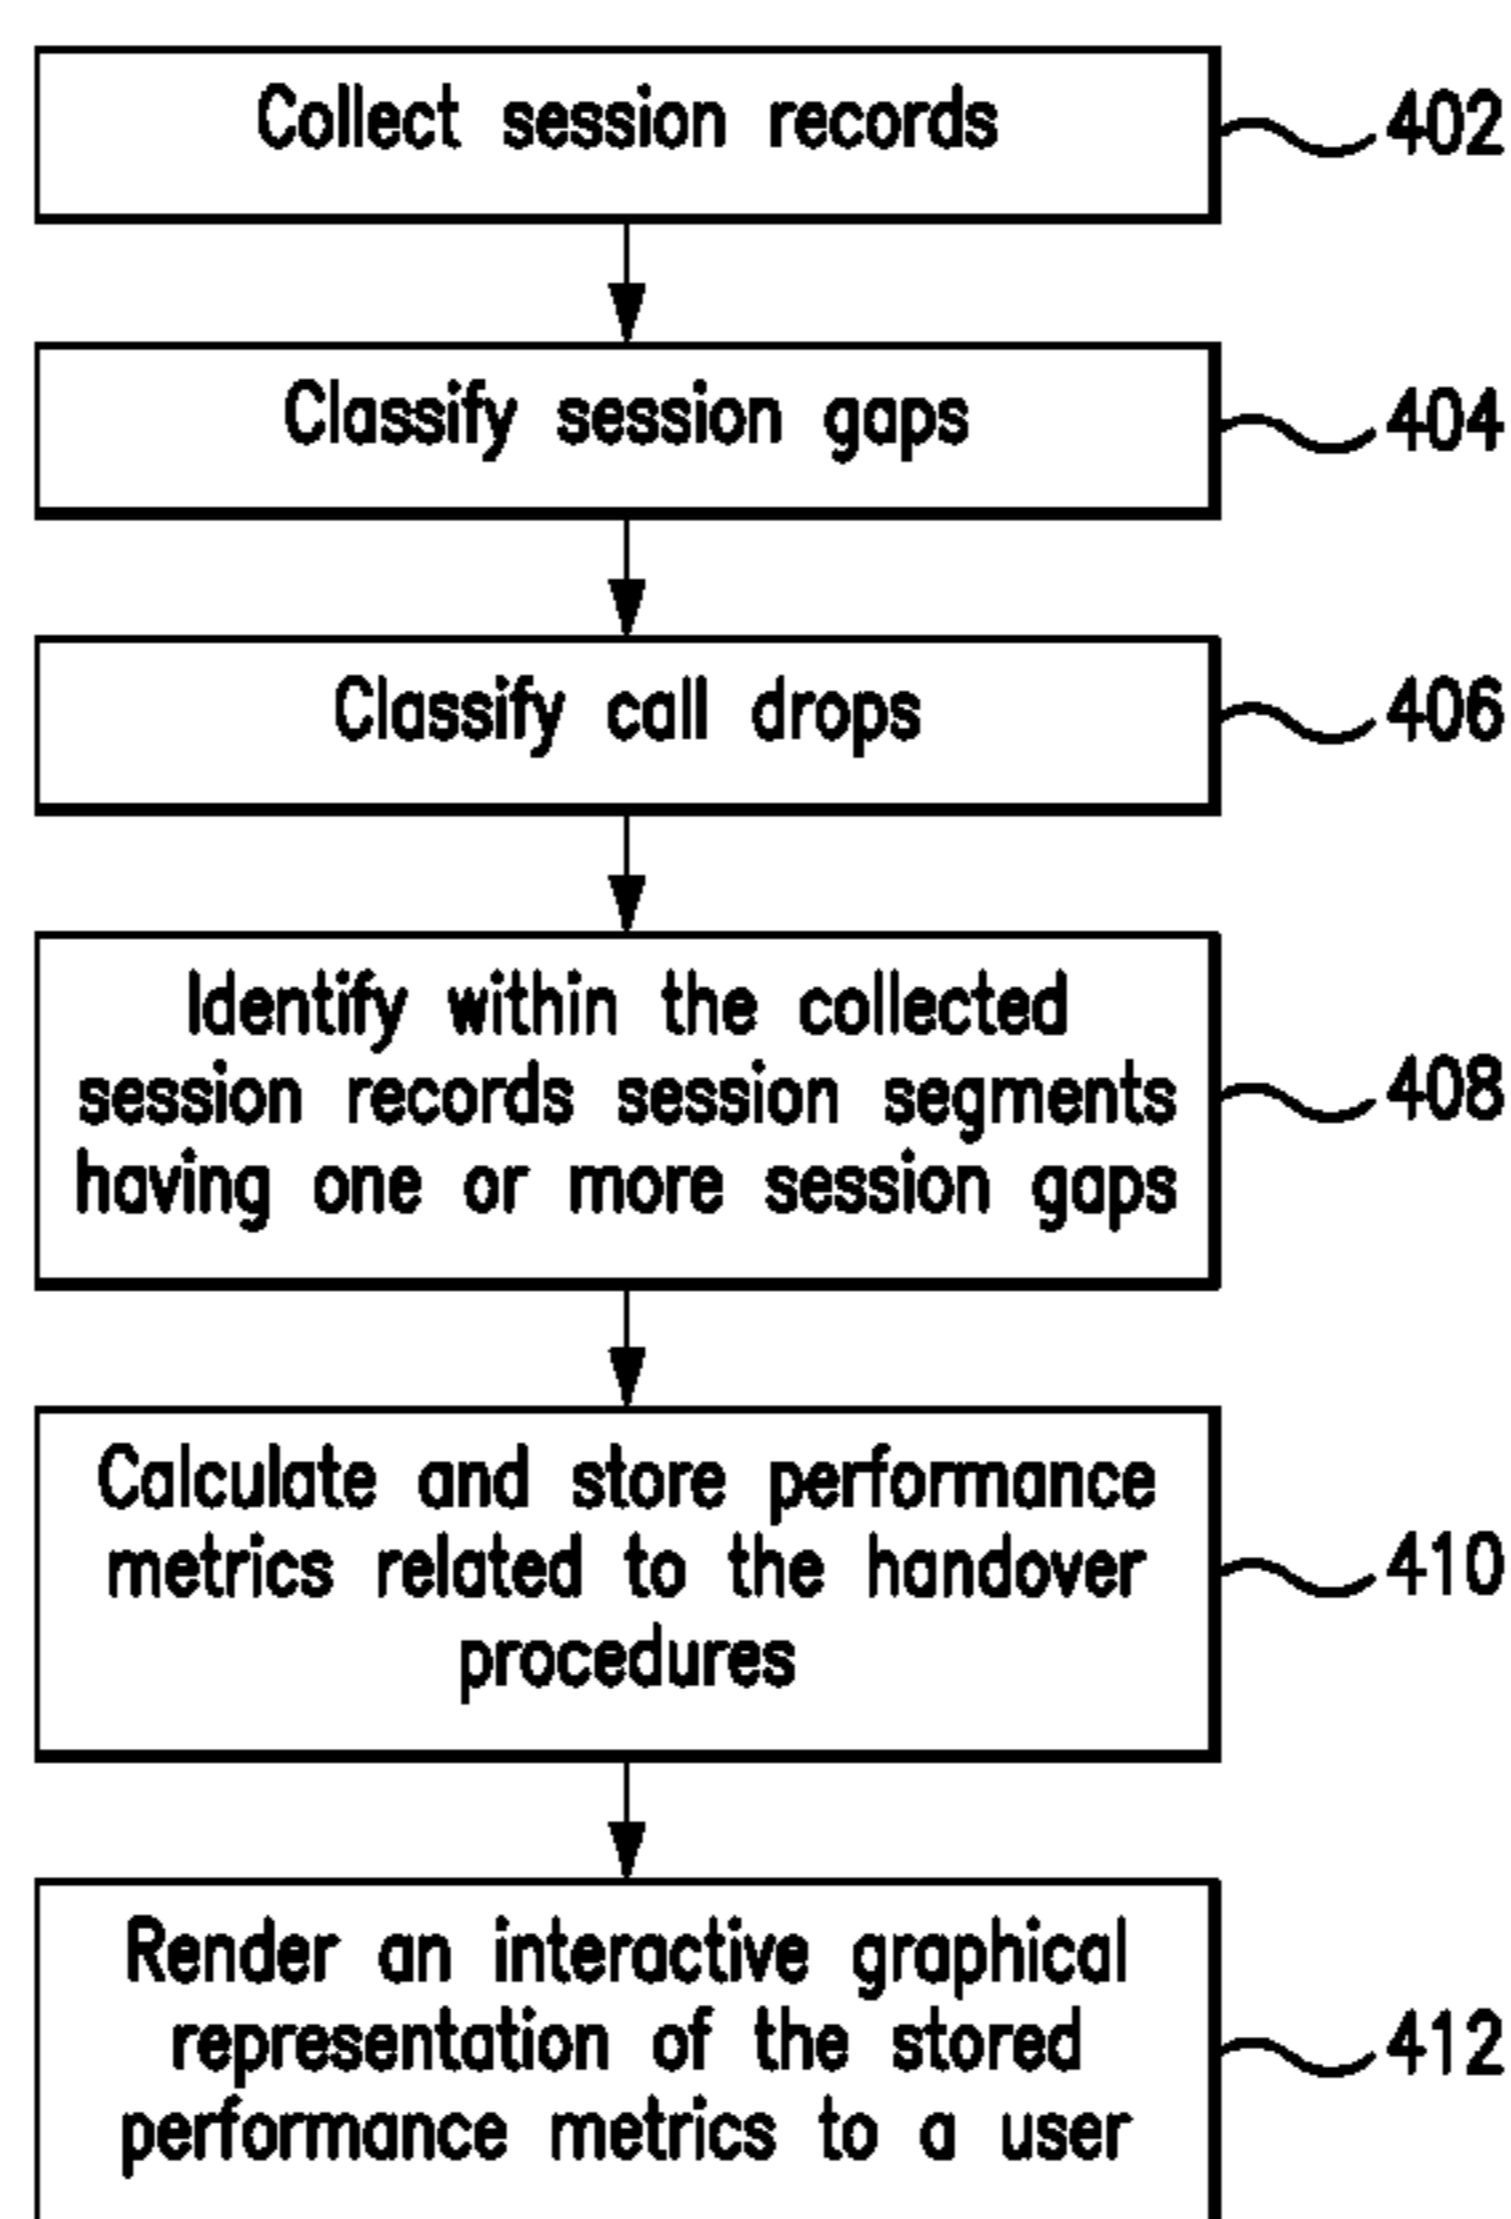 Collect session records
402
Classify session gaps
404
Classify call drops
406
Identify within the collected
session records session segments
having one or more session gaps
408
Calculate and store performance
metrics related to the handover
procedures
410
Render an interactive graphical
representation of the stored
performance metrics to a user
412